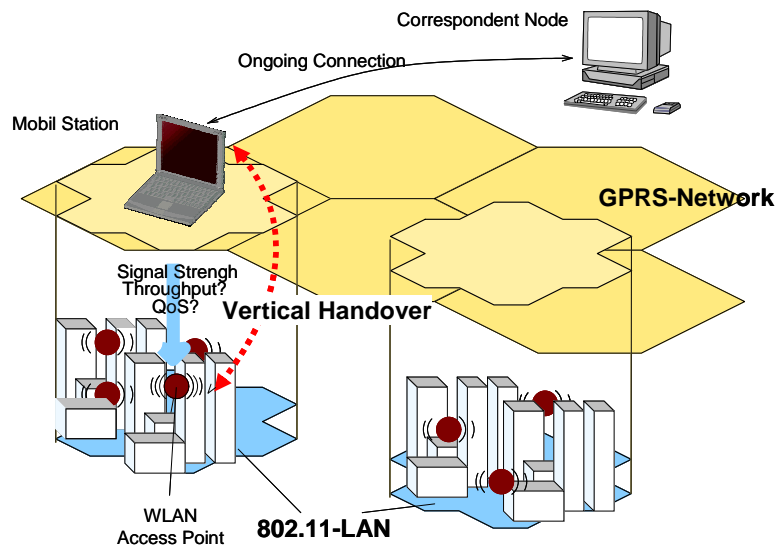 Correspondent Node
Ongoing Connection
Mobil Station
GPRS-Network
Signal Strengh
Throughput?
QoS?
Vertical Handover
WLAN
Access Point
802.11-LAN